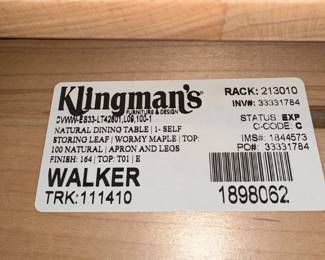 Klingman's
FURNITURE & DESIGN
RACK: 213010
INV#: 33331784
DVWW-ES33-LT42601,L09,100-1
NATURAL DINING TABLE | 1- SELF
STORING LEAF | WORMY MAPLE | TOP:
100 NATURAL | APRON AND LEGS
FINISH: 164 | TOP: T01 | E
STATUS: EXP
C-CODE: C
IMS#: 1844573
PO#: 33331784
WALKER
TRK: 111410
1898062